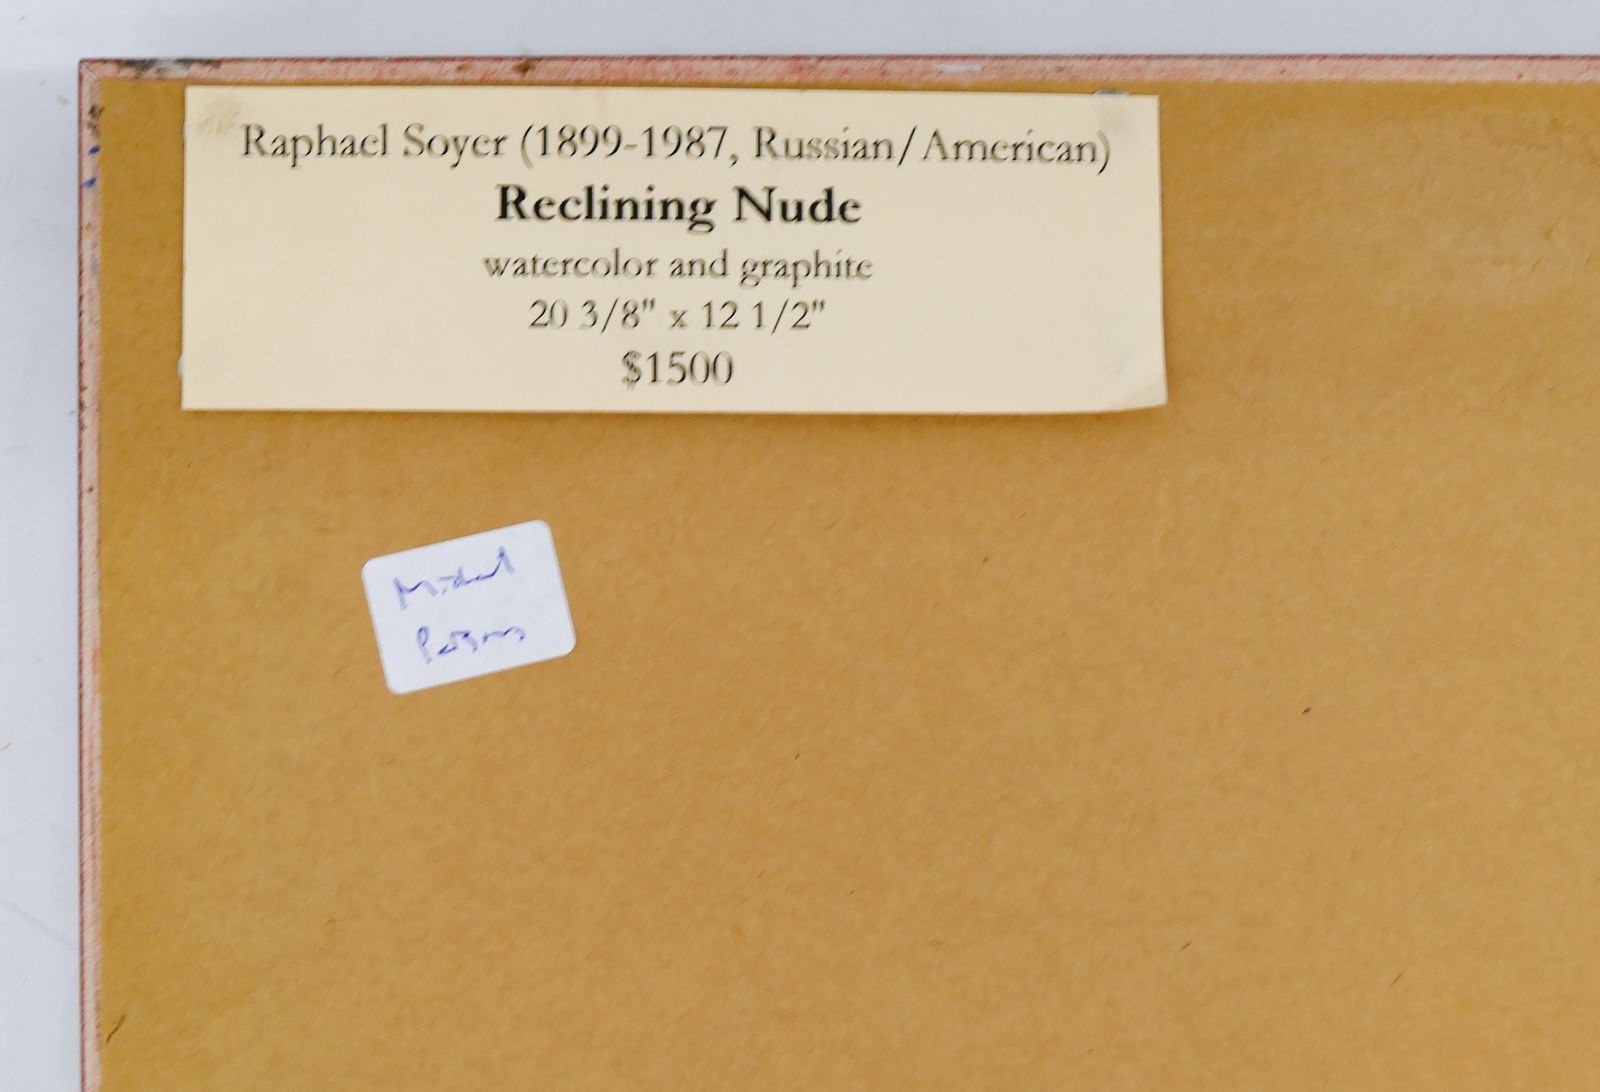 Raphael Soyer (1899-1987, Russian/American)
Reclining Nude
watercolor and graphite
20 3/8" x 12 1/2"
$1500